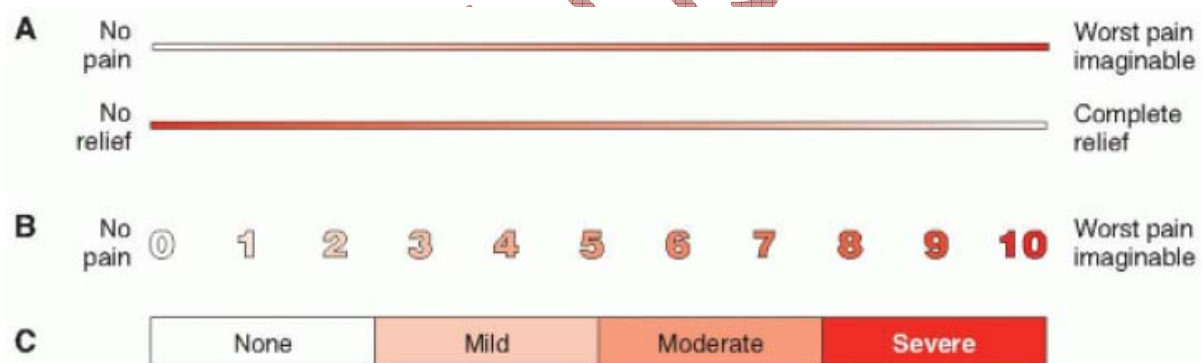 A
No
pain
Worst pain
imaginable
No
relief
Complete
relief
B
No
pain
0 1 2 3 4 5 6 7 8 9 10
Worst pain
imaginable
C
None Mild Moderate Severe